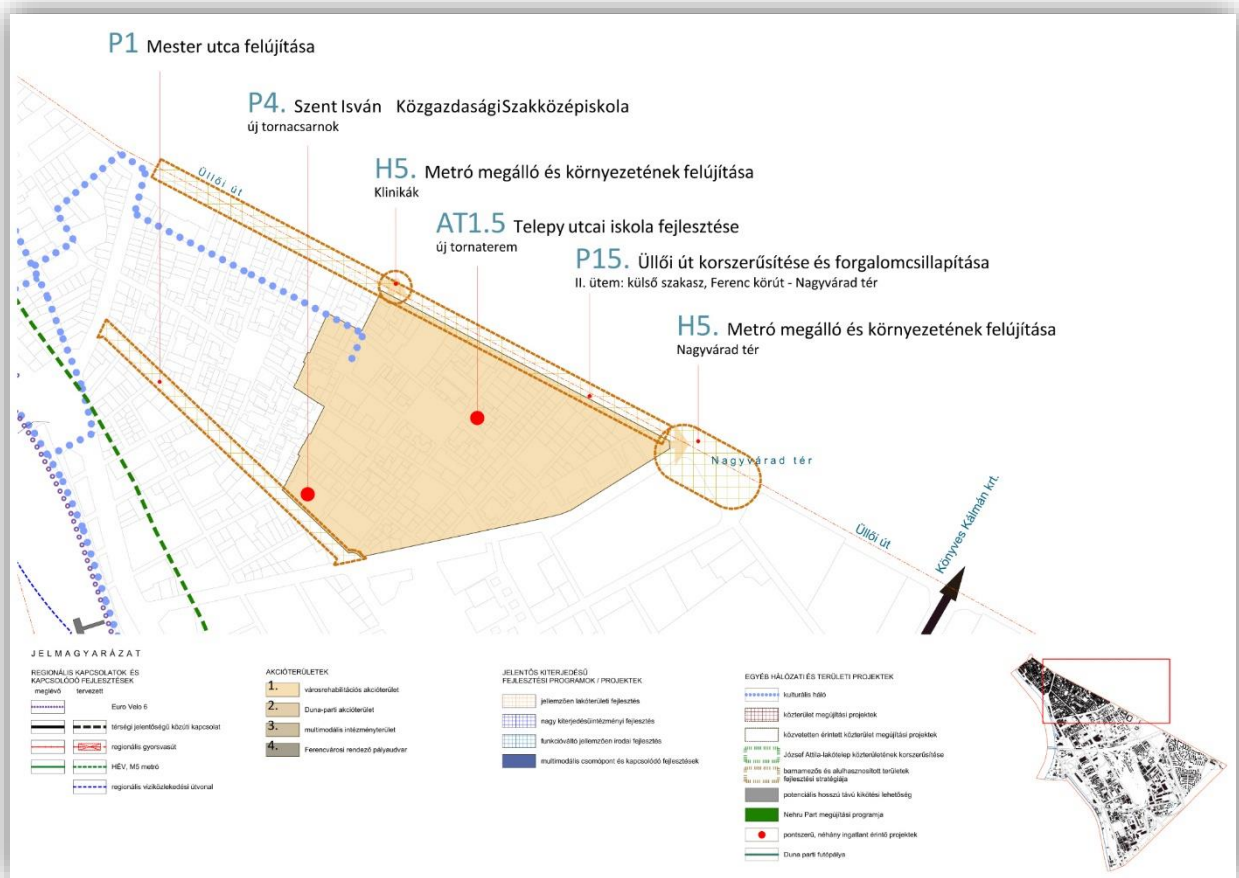 P1 Mester utca felújítása
P4. Szent Isván KözgazdaságiSzakközépiskola
új tornacsarnok
H5. Metró megálló és környezetének felújítása
Klinikák
AT1.5 Telepy utcai iskola fejlesztése
új tornaterem
P15. Üllői út korszerűsítése és forgalomcsillapítása
II. ütem: külső szakasz, Ferenc körút - Nagyvárad tér
H5. Metró megálló és környezetének felújítása
Nagyvárad tér
Üllői út
Nagyvárad tér
Üllői út
Könyves Kálmán krt.
JELMAGYARÁZAT
REGIONÁLIS KAPCSOLATOK ÉS
KAPCSOLÓDÓ FEJLESZTÉSEK
meglévő tervezett
Euro Velo 6
térségi jelentőségű közúti kapcsolat
regionális gyorsvasút
HÉV, M5 metró
regionális viziközlekedési útvonal
AKCIÓTERÜLETEK
1. városrehabilitációs akcióterület
2. Duna-parti akcióterület
3. multimodális intézményterület
4. Ferencvárosi rendező pályaudvar
JELENTŐS KITERJEDÉSŰ
FEJLESZTÉSI PROGRAMOK / PROJEKTEK
jellemzően lakóterületi fejlesztés
nagy kiterjedésűintézményi fejlesztés
funkcióváltó jellemzően irodai fejlesztés
multimodális csomópont és kapcsolódó fejlesztések
EGYÉB HÁLÓZATI ÉS TERÜLETI PROJEKTEK
kulturális háló
közterület megújítási projektek
közvetetten érintett közterület megújítási projektek
József Attila-lakótelep közterületének korszerűsítése
barnamezős és alulhasznosított területek
fejlesztési stratégiája
potenciális hosszú távú kikötési lehetőség
Nehru Part megújítási programja
pontszerű, néhány ingatlant érintő projektek
Duna parti futópálya